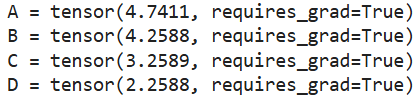 A = tensor(4.7411, requires_grad=True)
B = tensor(4.2588, requires_grad=True)
C = tensor(3.2589, requires_grad=True)
D = tensor(2.2588, requires_grad=True)